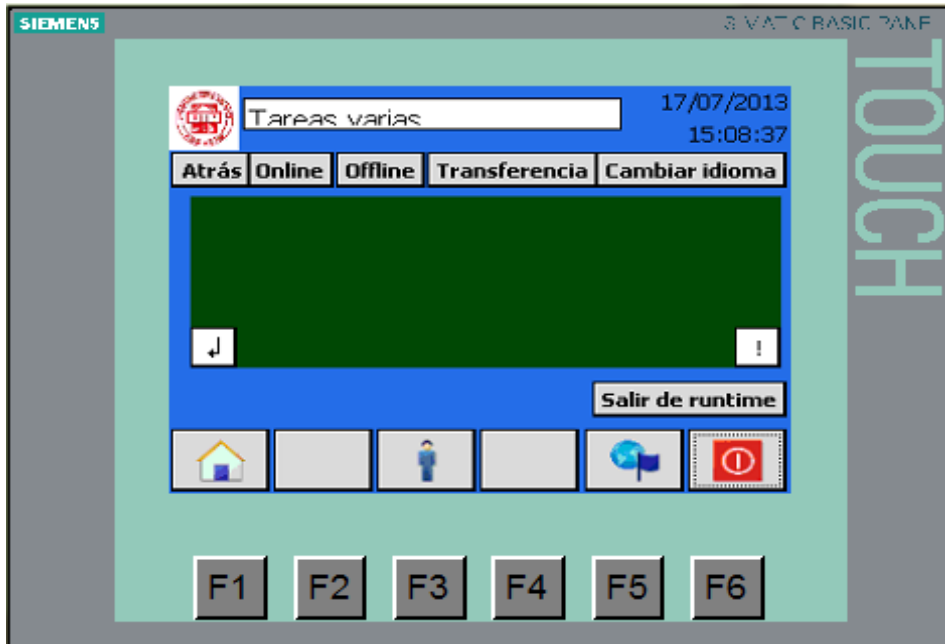 SIEMENS
SIMATIC BASIC PANEL
TOUCH
Tareas varias
17/07/2013
15:08:37
Atrás Online Offline Transferencia Cambiar idioma
!
Salir de runtime
F1 F2 F3 F4 F5 F6